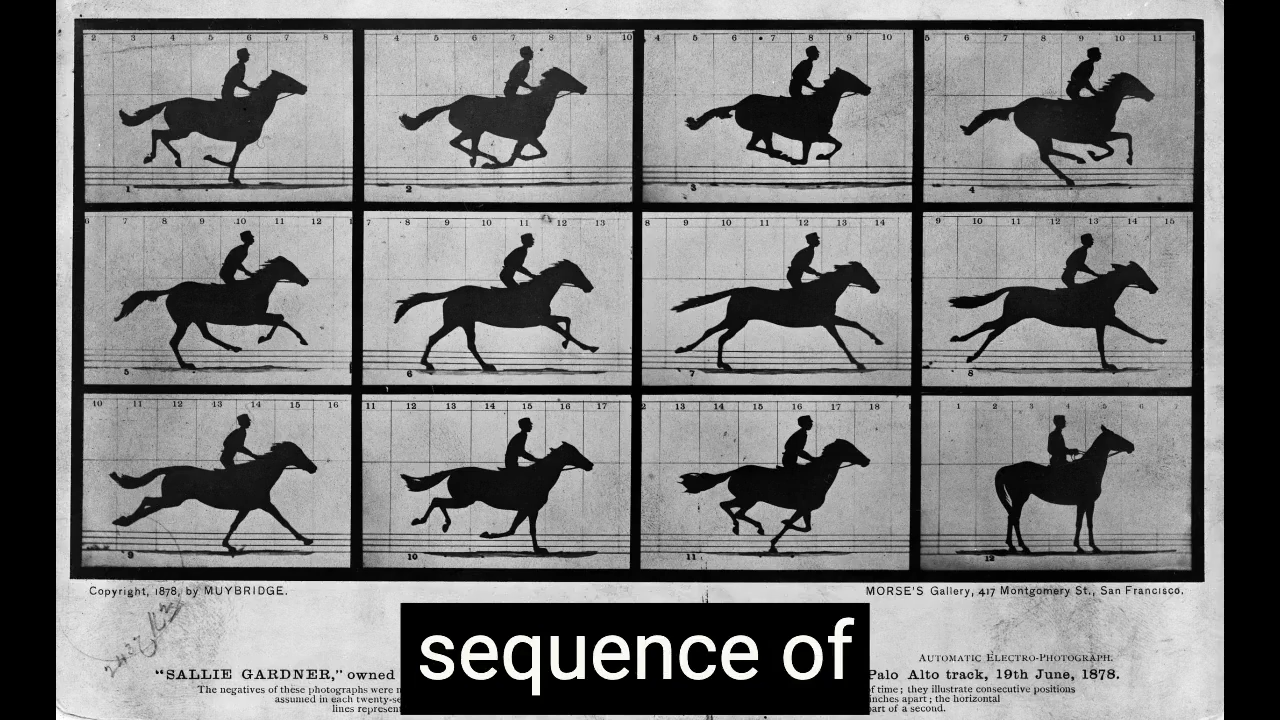 2 3 4 5 6 7 8
4 5 6 7 8 9 10
4 5 6 7 8 9 10
5 6 7 8 9 10 11
1
2
3
4
6 7 8 9 10 11 12
7 8 9 10 11 12 13
8 9 10 11 12 13 14
9 10 11 12 13 14 15
5
6
7
8
10 11 12 13 14 15 16
11 12 13 14 15 16 17
2 13 14 15 16 17 18
1 2 3 4 5 6 7
9
10
11
12
Copyright, 1878, by MUYBRIDGE.
MORSE'S Gallery, 417 Montgomery St., San Francisco.
sequence of
AUTOMATIC ELECTRO-PHOTOGRAPH.
"SALLIE GARDNER," owned Palo Alto track, 19th June, 1878.
The negatives of these photographs were of time; they illustrate consecutive positions
assumed in each inches apart; the horizontal
lines part of a second.